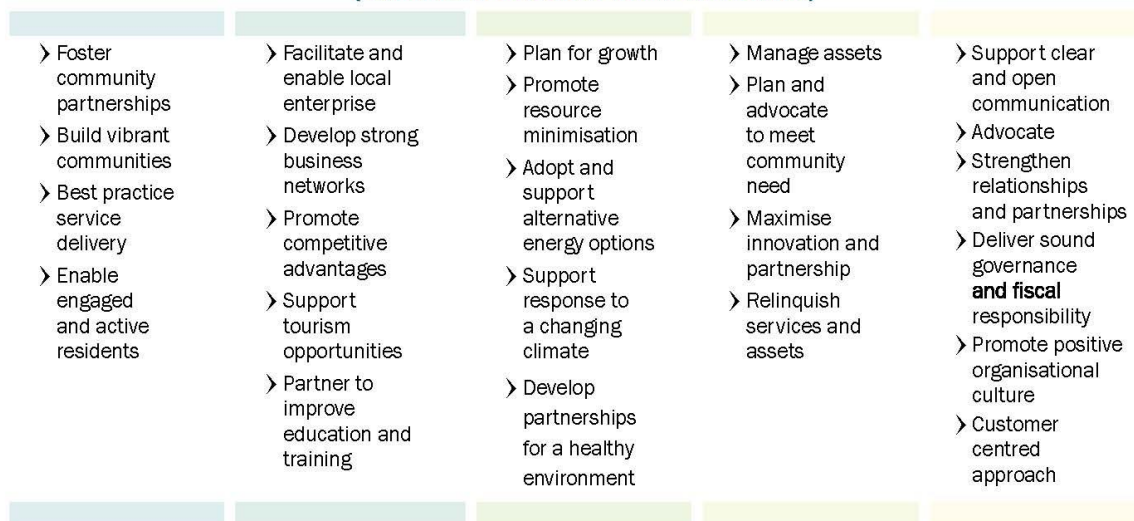 Foster
community
partnerships
Build vibrant
communities
Best practice
service
delivery
Enable
engaged
and active
residents
Facilitate and
enable local
enterprise
Develop strong
business
networks
Promote
competitive
advantages
Support
tourism
opportunities
Partner to
improve
education and
training
Plan for growth
Promote
resource
minimisation
Adopt and
support
alternative
energy options
Support
response to
a changing
climate
Develop
partnerships
for a healthy
environment
Manage assets
Plan and
advocate
to meet
community
need
Maximise
innovation and
partnership
Relinquish
services and
assets
Support clear
and open
communication
Advocate
Strengthen
relationships
and partnerships
Deliver sound
governance
and fiscal
responsibility
Promote positive
organisational
culture
Customer
centred
approach